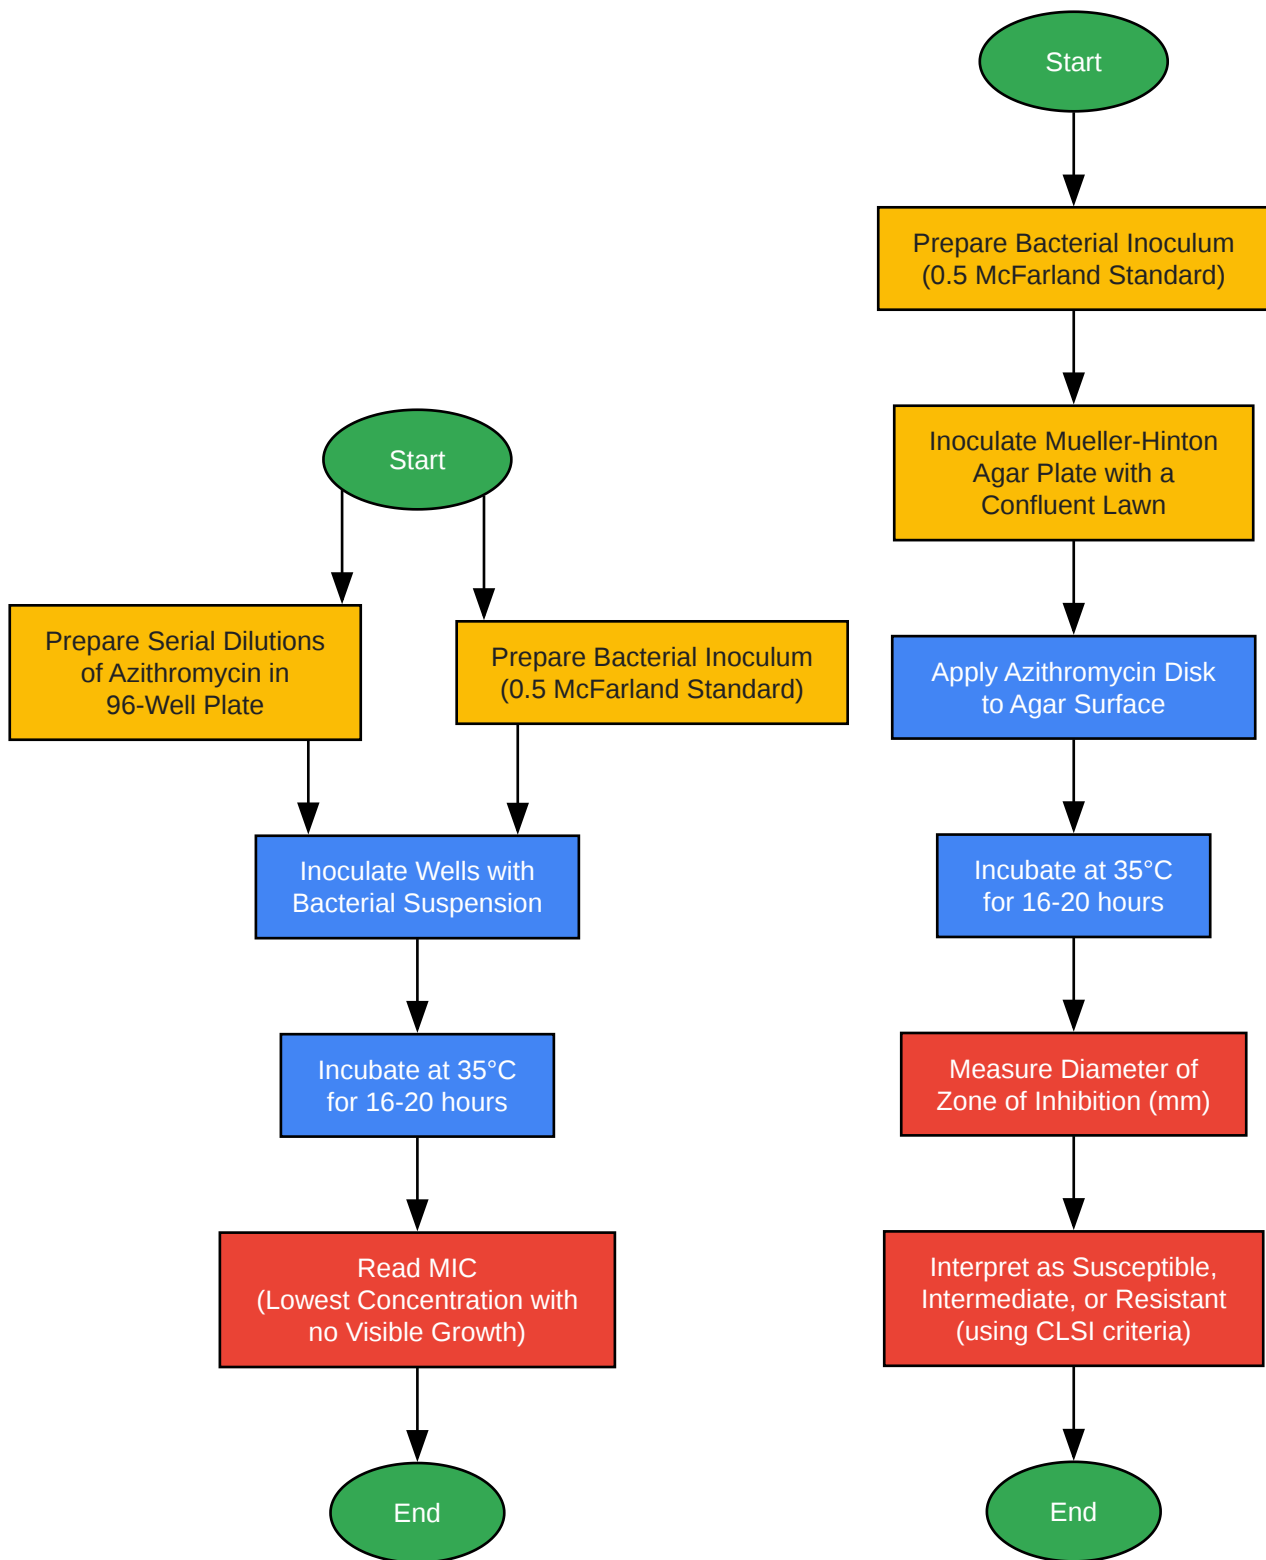 Start
Prepare Serial Dilutions
of Azithromycin in
96-Well Plate
Prepare Bacterial Inoculum
(0.5 McFarland Standard)
Inoculate Wells with
Bacterial Suspension
Incubate at 35°C
for 16-20 hours
Read MIC
(Lowest Concentration with
no Visible Growth)
End
Start
Prepare Bacterial Inoculum
(0.5 McFarland Standard)
Inoculate Mueller-Hinton
Agar Plate with a
Confluent Lawn
Apply Azithromycin Disk
to Agar Surface
Incubate at 35°C
for 16-20 hours
Measure Diameter of
Zone of Inhibition (mm)
Interpret as Susceptible,
Intermediate, or Resistant
(using CLSI criteria)
End